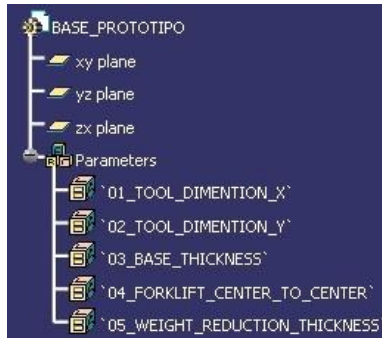 BASE_PROTOTIPO
xy plane
yz plane
zx plane
Parameters
`01_TOOL_DIMENTION_X`
`02_TOOL_DIMENTION_Y`
`03_BASE_THICKNESS`
`04_FORKLIFT_CENTER_TO_CENTER`
`05_WEIGHT_REDUCTION_THICKNESS